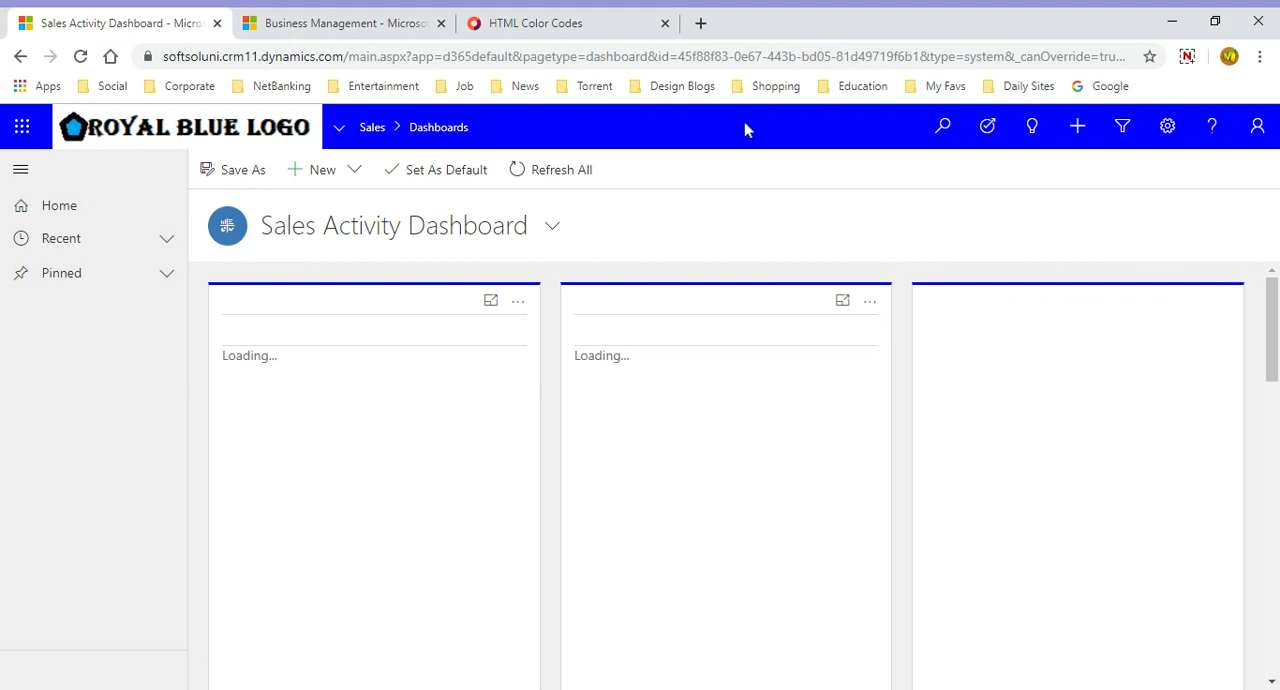 Sales Activity Dashboard - Micro
Business Management - Microso
HTML Color Codes
softsoluni.crm11.dynamics.com/main.aspx?app=d365default&pagetype=dashboard&id=45f88f83-0e67-443b-bd05-81d49719f6b1&type=system&_canOverride=tru...
Apps Social Corporate NetBanking Entertainment Job News Torrent Design Blogs Shopping Education My Favs Daily Sites Google
ROYAL BLUE LOGO Sales > Dashboards
Save As New Set As Default Refresh All
Home
Recent
Pinned
Sales Activity Dashboard
Loading...
Loading...